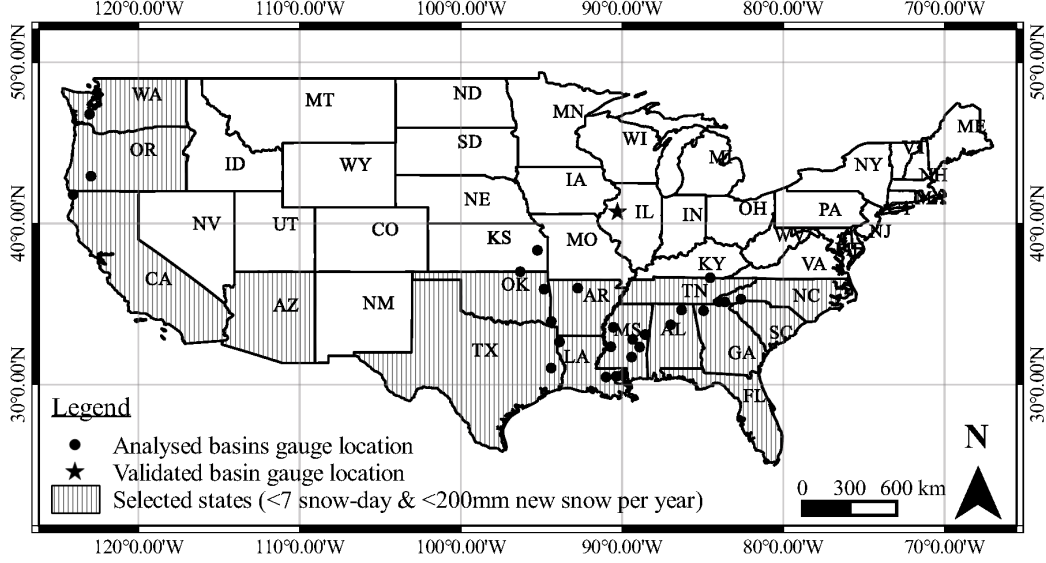 120°0.00'W 110°0.00'W 100°0.00'W 90°0.00'W 80°0.00'W 70°0.00'W
50°0.00'N 50°0.00'N
40°0.00'N 40°0.00'N
30°0.00'N 30°0.00'N
WA MT ND MN ME
OR ID WY SD WI MI NY VT NH
NV UT CO NE IA IL IN OH PA NJ
CA AZ NM KS OK MO AR KY TN VA NC
TX LA MS AL GA SC FL
Legend
Analysed basins gauge location
Validated basin gauge location
Selected states (<7 snow-day & <200mm new snow per year)
N
0 300 600 km
120°0.00'W 110°0.00'W 100°0.00'W 90°0.00'W 80°0.00'W 70°0.00'W